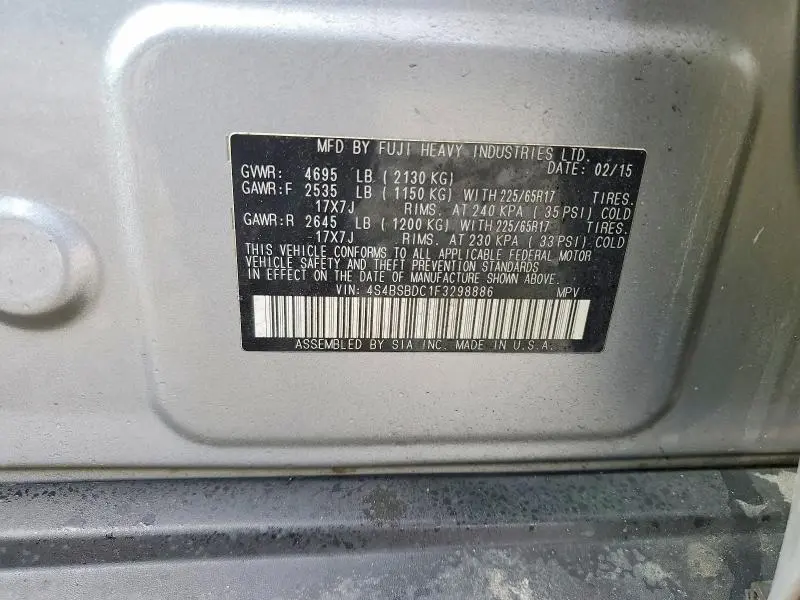 MFD BY FUJI HEAVY INDUSTRIES LTD.
DATE: 02/15
GVWR: 4695 LB ( 2130 KG)
GAWR:F 2535 LB ( 1150 KG) WITH 225/65R17 TIRES.
17X7J RIMS. AT 240 KPA ( 35 PSI) COLD
GAWR:R 2645 LB ( 1200 KG) WITH 225/65R17 TIRES.
17X7J RIMS. AT 230 KPA ( 33 PSI) COLD
THIS VEHICLE CONFORMS TO ALL APPLICABLE FEDERAL MOTOR
VEHICLE SAFETY AND THEFT PREVENTION STANDARDS
IN EFFECT ON THE DATE OF MANUFACTURE SHOWN ABOVE.
VIN: 4S4BSBDC1F3298886 MPV
ASSEMBLED BY SIA INC. MADE IN U.S.A.